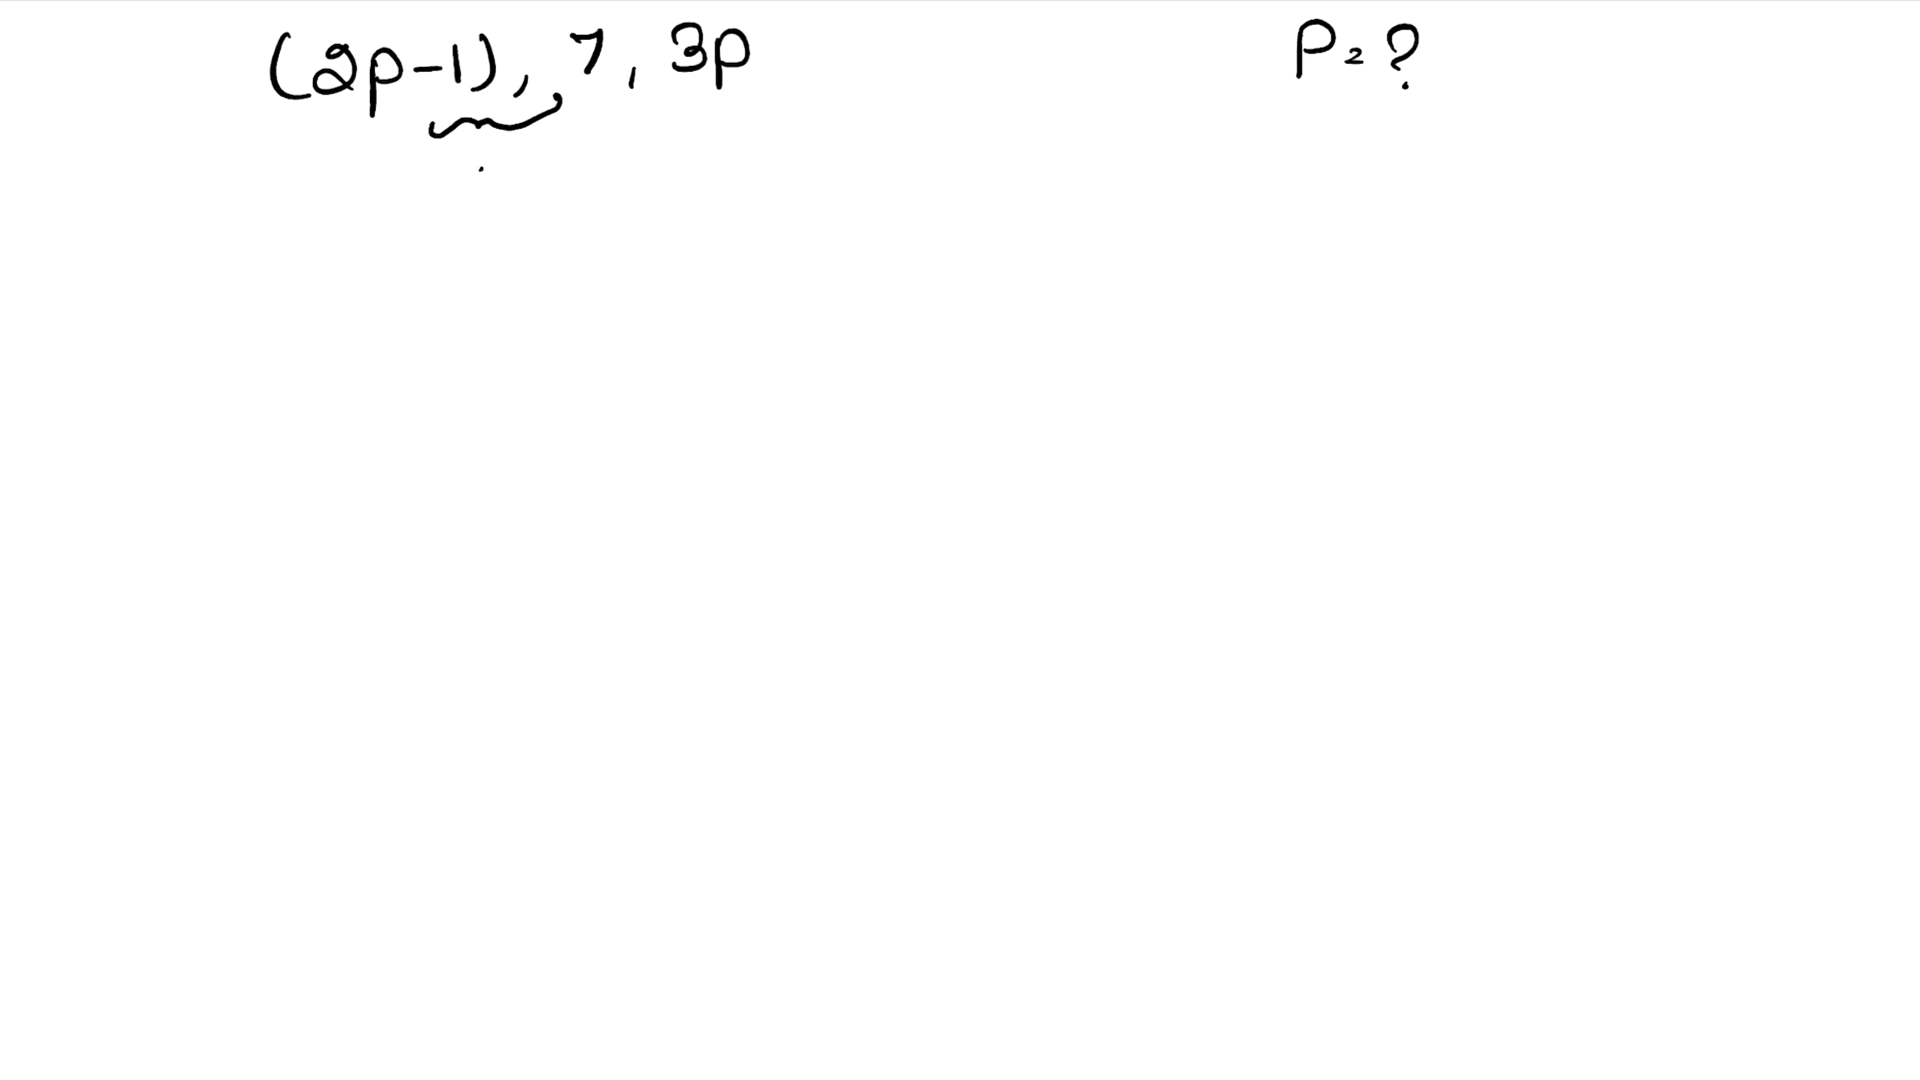 (2p-1), 7, 3p
P = ?